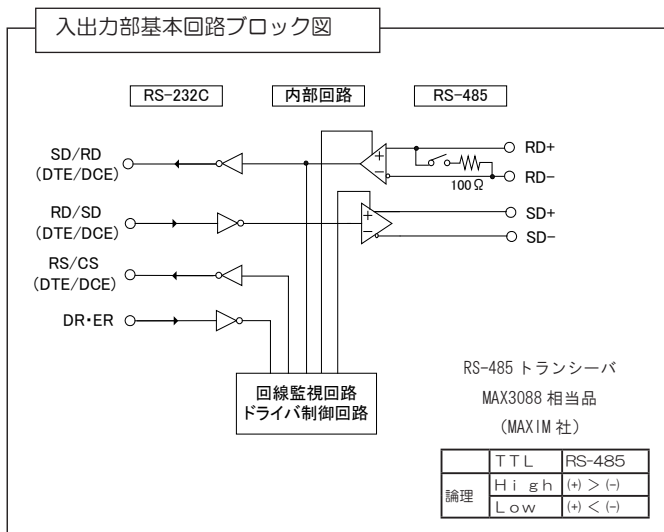 入出力部基本回路ブロック図
RS-232C
内部回路
RS-485
SD/RD
(DTE/DCE)
RD/SD
(DTE/DCE)
RS/CS
(DTE/DCE)
DR･ER
+
−
100Ω
RD+
RD-
+
−
SD+
SD-
回線監視回路
ドライバ制御回路
RS-485 トランシーバ
MAX3088 相当品
（MAXIM 社）
TTL RS-485
論理 High (+) > (-)
Low (+) < (-)